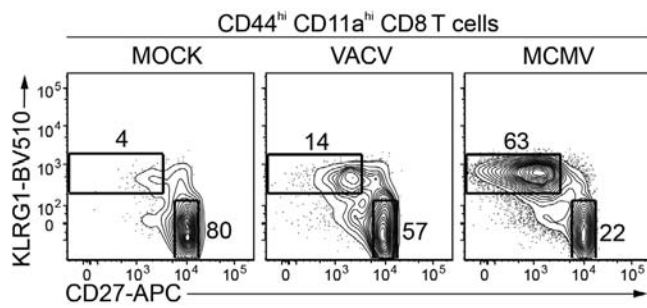 CD44hi CD11ahi CD8 T cells
MOCK VACV MCMV
KLRG1-BV510
10⁵
10⁴
10³
10²
0
4
80
14
57
63
22
0 10³ 10⁴ 10⁵ 0 10³ 10⁴ 10⁵ 0 10³ 10⁴ 10⁵
CD27-APC